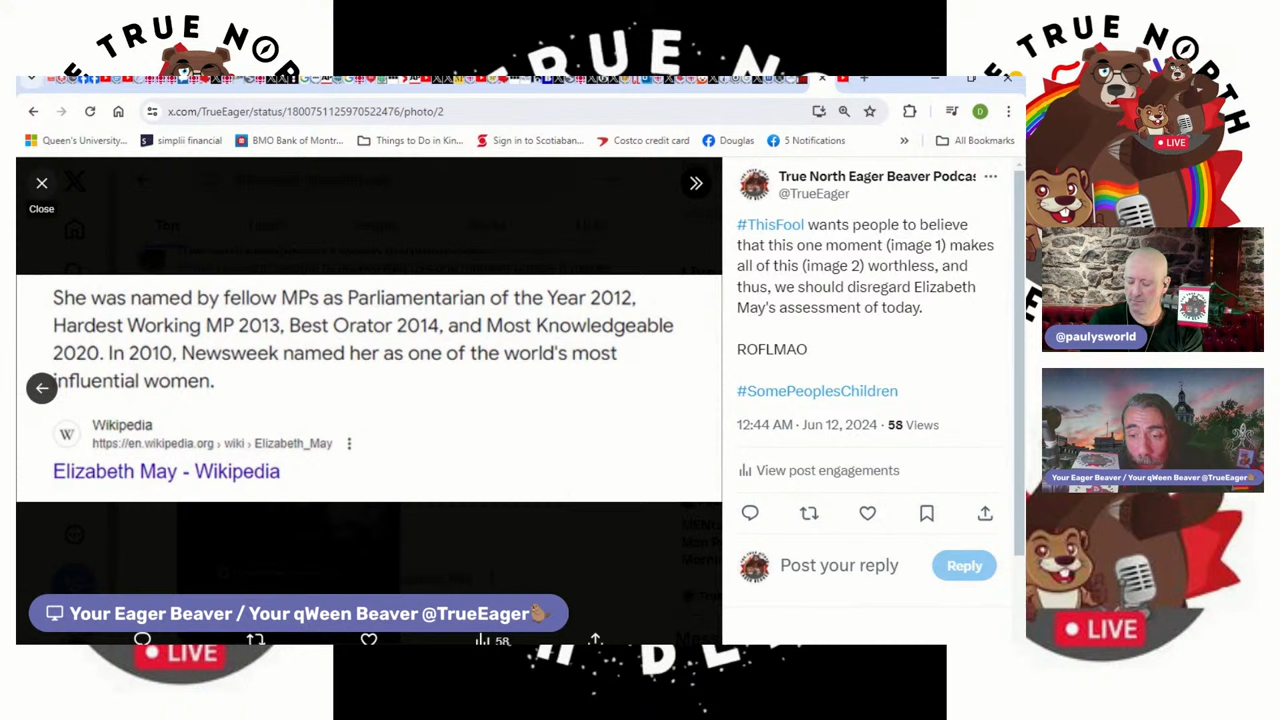 TRUE NOR
TRUE N
TRUE NORTH
LIVE
x.com/TrueEager/status/1800751125970522476/photo/2
Queen's University...
simplii financial
BMO Bank of Montr...
Things to Do in Kin...
Sign in to Scotiaban...
Costco credit card
Douglas
5 Notifications
»
All Bookmarks
Close
True North Eager Beaver Podcas
@TrueEager
#ThisFool wants people to believe
that this one moment (image 1) makes
all of this (image 2) worthless, and
thus, we should disregard Elizabeth
May's assessment of today.
ROFLMAO
#SomePeoplesChildren
12:44 AM · Jun 12, 2024 · 58 Views
View post engagements
Post your reply
Reply
She was named by fellow MPs as Parliamentarian of the Year 2012,
Hardest Working MP 2013, Best Orator 2014, and Most Knowledgeable
2020. In 2010, Newsweek named her as one of the world's most
influential women.
W
Wikipedia
https://en.wikipedia.org › wiki › Elizabeth_May
Elizabeth May - Wikipedia
@paulysworld
Your Eager Beaver / Your qWeen Beaver @TrueEager
Your Eager Beaver / Your qWeen Beaver @TrueEager
58
LIVE
LIVE